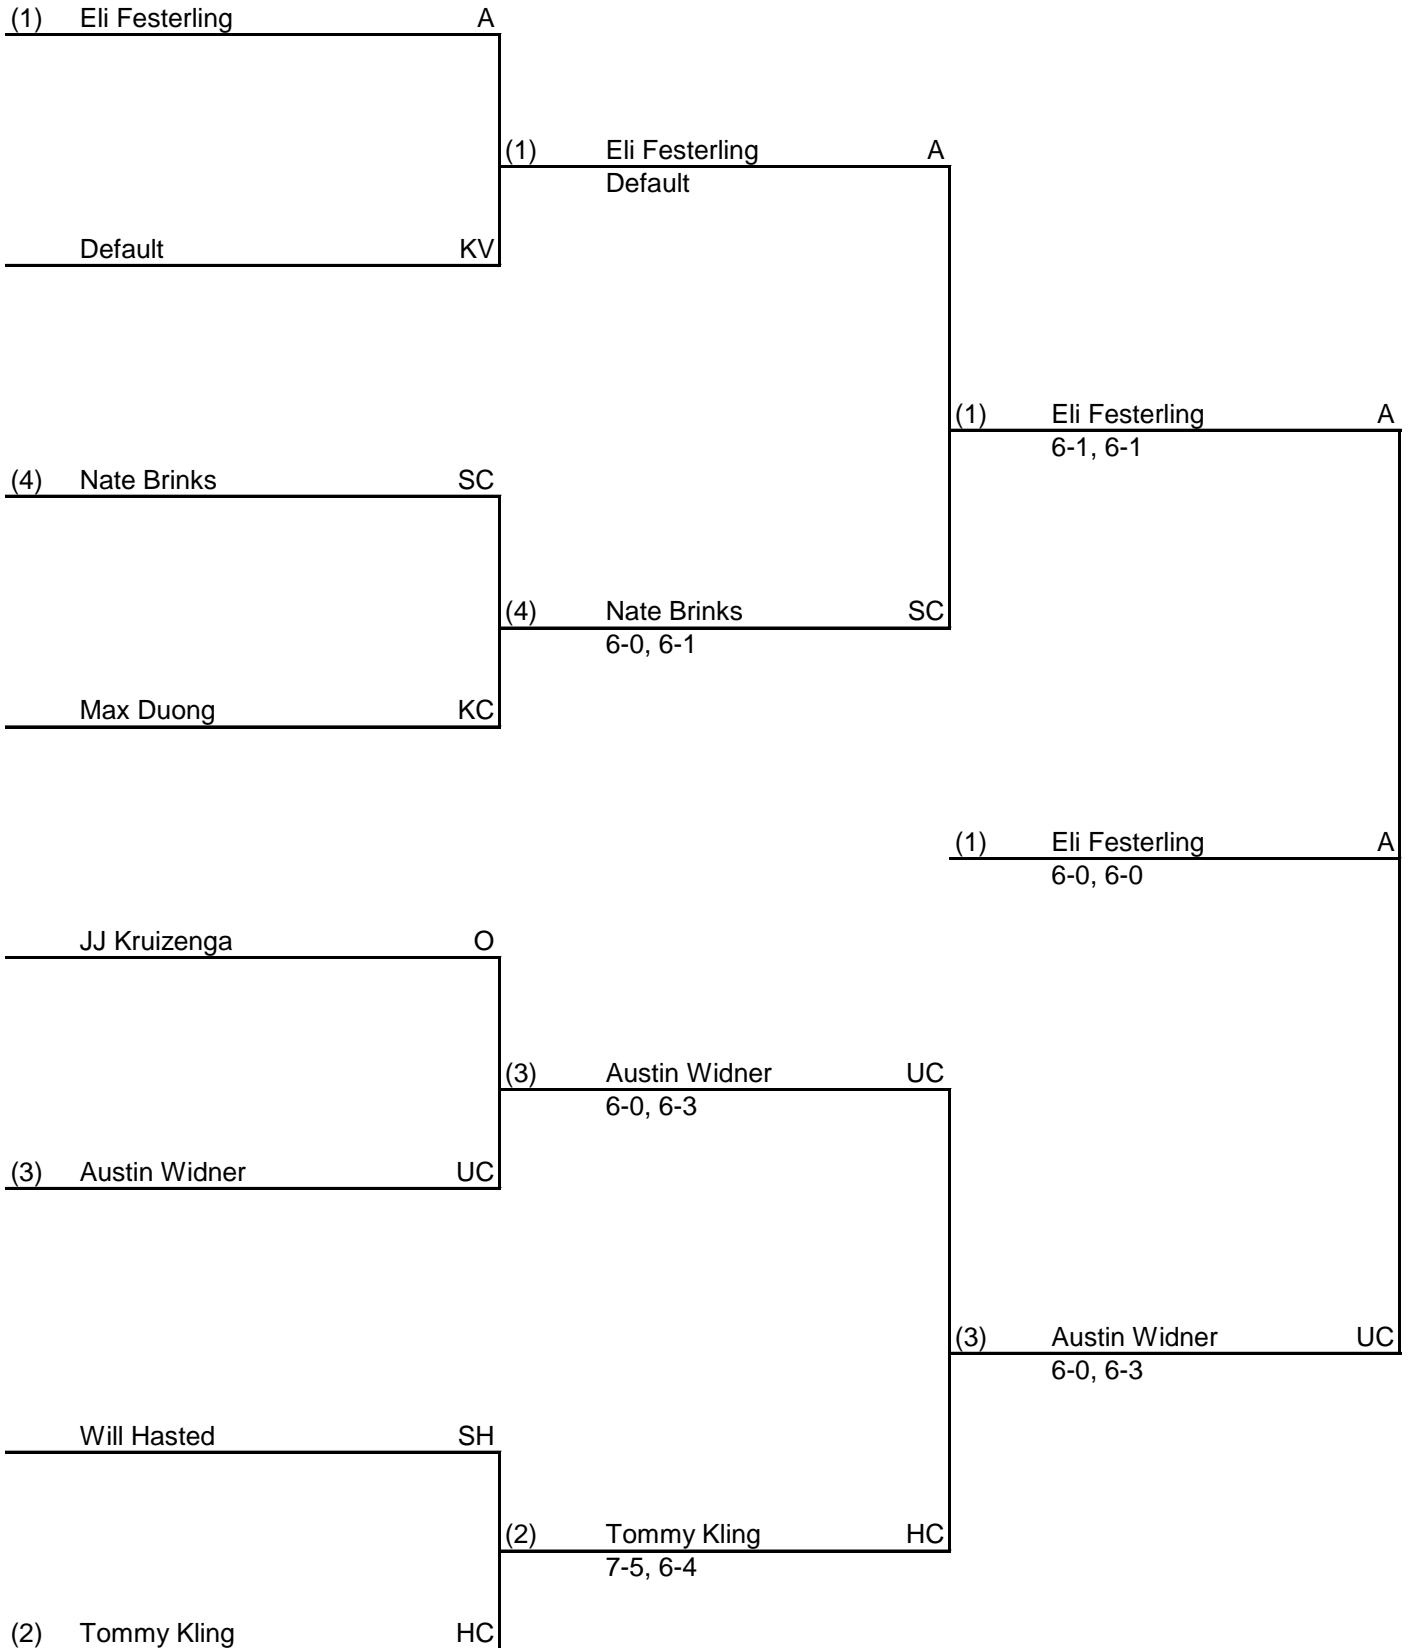 (1) Eli Festerling A
(1) Eli Festerling A
Default
Default KV
(1) Eli Festerling A
6-1, 6-1
(4) Nate Brinks SC
(4) Nate Brinks SC
6-0, 6-1
Max Duong KC
(1) Eli Festerling A
6-0, 6-0
JJ Kruizenga O
(3) Austin Widner UC
6-0, 6-3
(3) Austin Widner UC
(3) Austin Widner UC
6-0, 6-3
Will Hasted SH
(2) Tommy Kling HC
7-5, 6-4
(2) Tommy Kling HC